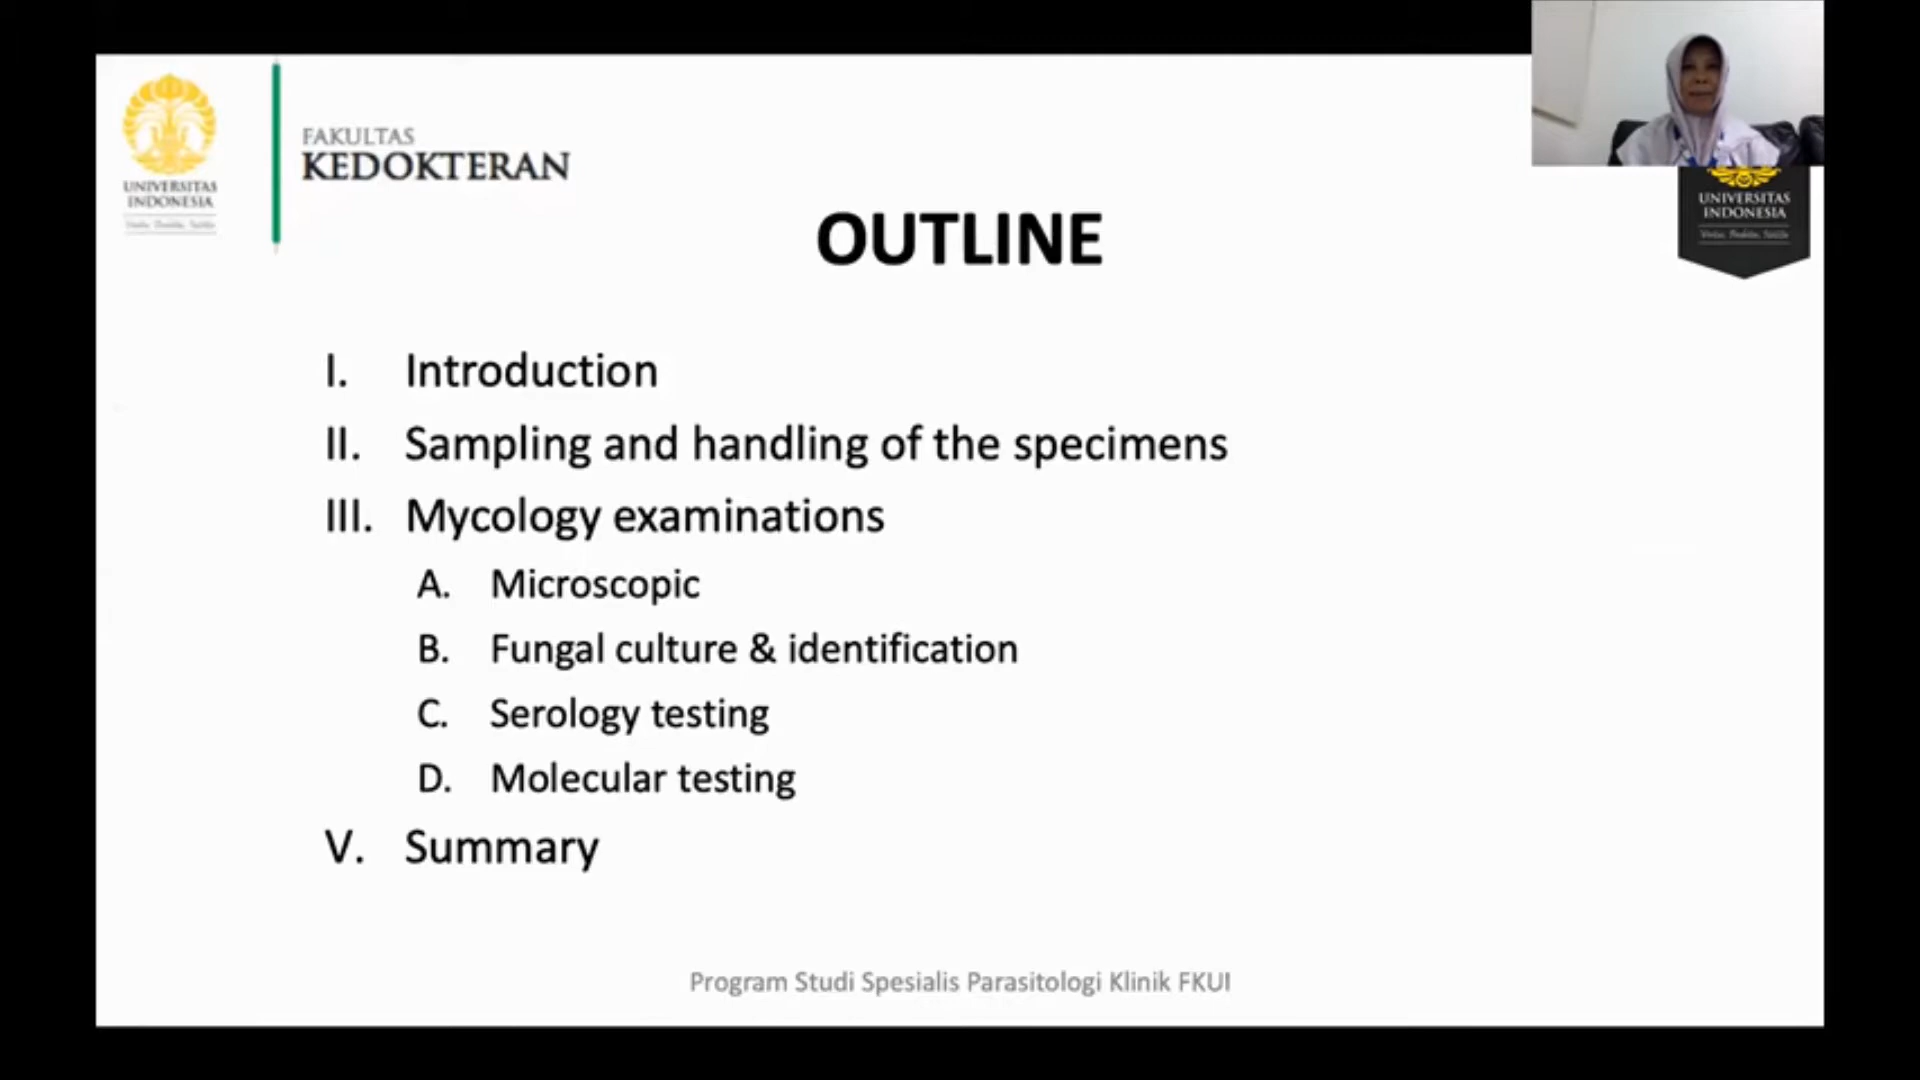 UNIVERSITAS
INDONESIA
FAKULTAS
KEDOKTERAN
UNIVERSITAS
INDONESIA
OUTLINE
I. Introduction
II. Sampling and handling of the specimens
III. Mycology examinations
A. Microscopic
B. Fungal culture & identification
C. Serology testing
D. Molecular testing
V. Summary
Program Studi Spesialis Parasitologi Klinik FKUI